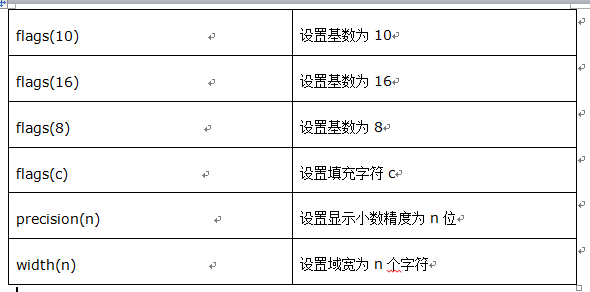 flags(10) 设置基数为 10
flags(16) 设置基数为 16
flags(8) 设置基数为 8
flags(c) 设置填充字符 c
precision(n) 设置显示小数精度为 n 位
width(n) 设置域宽为 n 个字符